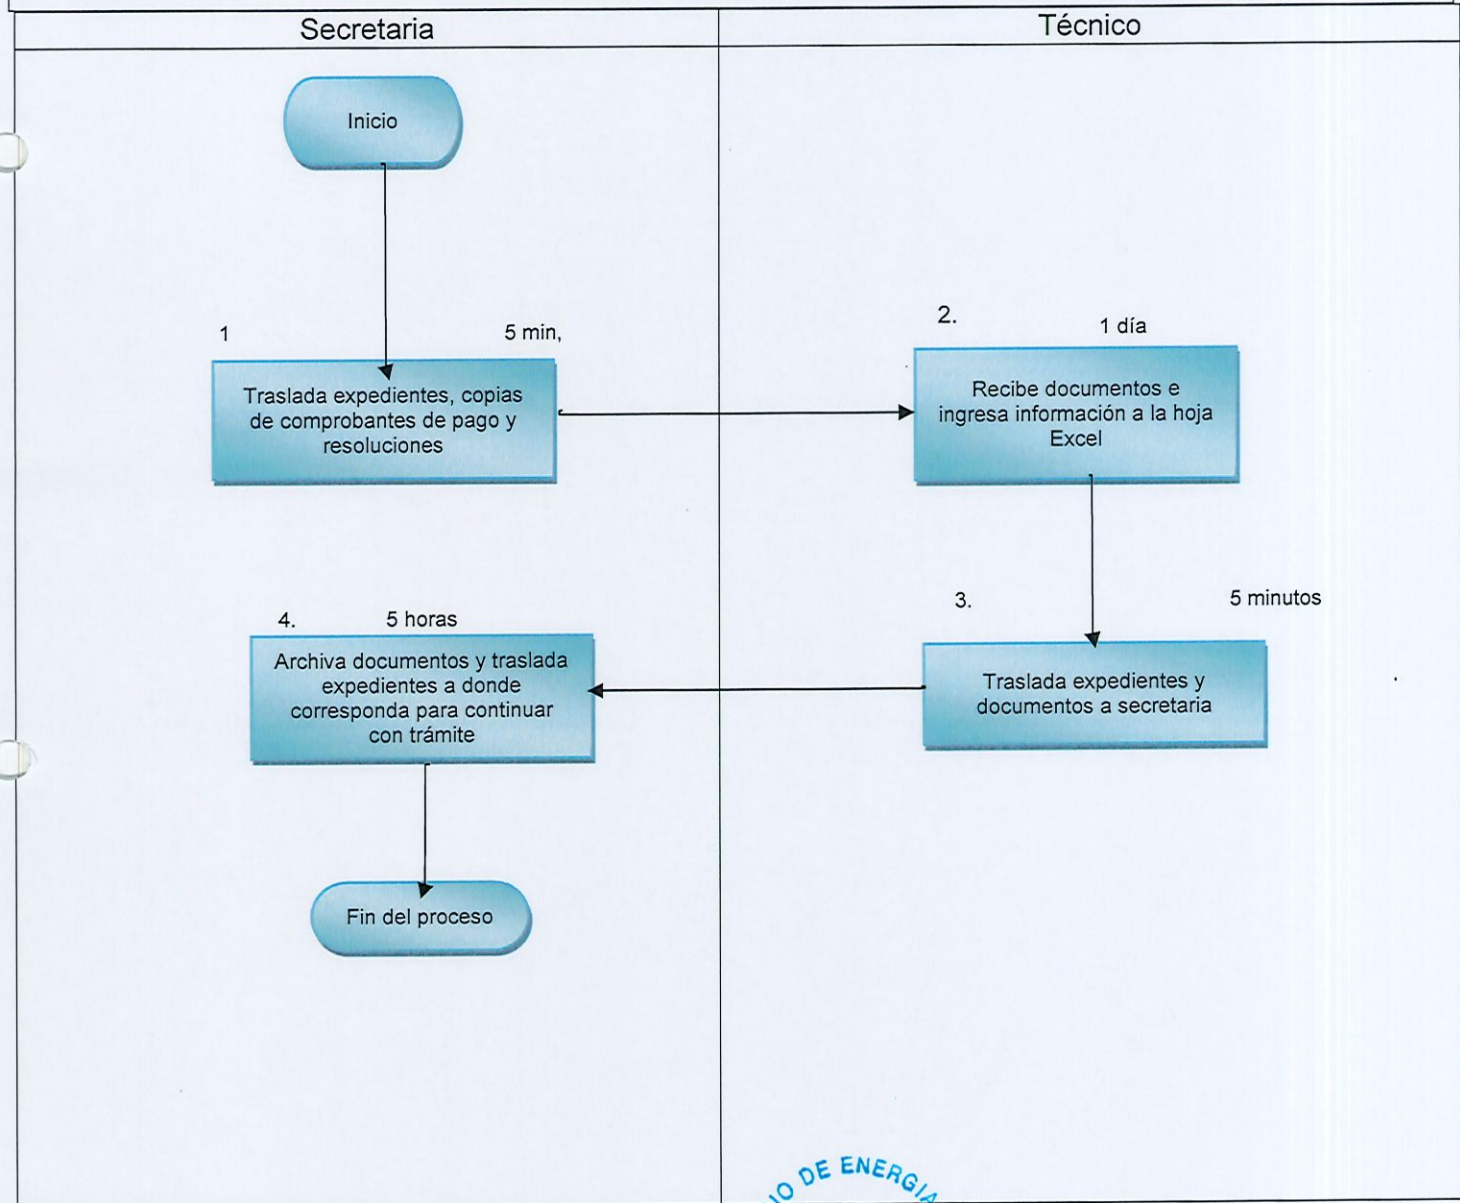 Secretaria
Técnico
Inicio
1
5 min,
Traslada expedientes, copias
de comprobantes de pago y
resoluciones
2.
1 día
Recibe documentos e
ingresa información a la hoja
Excel
3.
5 minutos
Traslada expedientes y
documentos a secretaria
4.
5 horas
Archiva documentos y traslada
expedientes a donde
corresponda para continuar
con trámite
Fin del proceso
DE ENERGIA